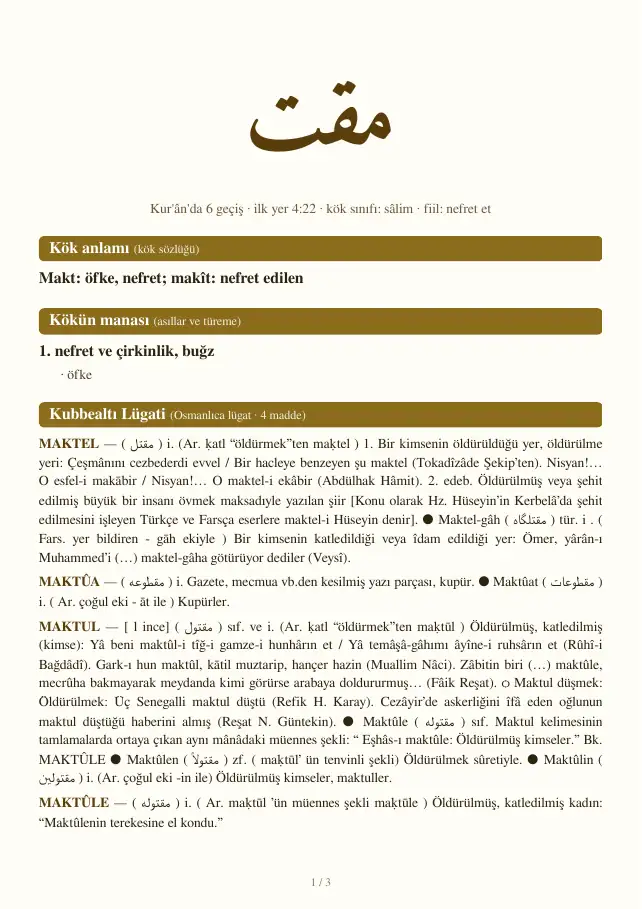 مقت
Kur'ân'da 6 geçiş · ilk yer 4:22 · kök sınıfı: sâlim · fiil: nefret et
Kök anlamı (kök sözlüğü)
Makt: öfke, nefret; makît: nefret edilen
Kökün manası (asıllar ve türeme)
1. nefret ve çirkinlik, buğz
· öfke
Kubbealtı Lügati (Osmanlıca lügat · 4 madde)
MAKTEL — ( مقتل ) i. (Ar. ḳatl “öldürmek”ten maḳtel ) 1. Bir kimsenin öldürüldüğü yer, öldürülme
yeri: Çeşmânını cezbederdi evvel / Bir hacleye benzeyen şu maktel (Tokadîzâde Şekip’ten). Nisyan!…
O esfel-i makābir / Nisyan!… O maktel-i ekâbir (Abdülhak Hâmit). 2. edeb. Öldürülmüş veya şehit
edilmiş büyük bir insanı övmek maksadıyle yazılan şiir [Konu olarak Hz. Hüseyin’in Kerbelâ’da şehit
edilmesini işleyen Türkçe ve Farsça eserlere maktel-i Hüseyin denir]. ● Maktel-gâh ( مقتلگاه ) tür. i . (
Fars. yer bildiren - gāh ekiyle ) Bir kimsenin katledildiği veya îdam edildiği yer: Ömer, yârân-ı
Muhammed’i (…) maktel-gâha götürüyor dediler (Veysî).
MAKTÛA — ( مقطوعه ) i. Gazete, mecmua vb.den kesilmiş yazı parçası, kupür. ● Maktûat ( مقطوعات )
i. ( Ar. çoğul eki - āt ile ) Kupürler.
MAKTUL — [ l ince] ( مقتول ) sıf. ve i. (Ar. ḳatl “öldürmek”ten maḳtūl ) Öldürülmüş, katledilmiş
(kimse): Yâ beni maktûl-i tîğ-i gamze-i hunhârın et / Yâ temâşâ-gâhımı âyîne-i ruhsârın et (Rûhî-i
Bağdâdî). Gark-ı hun maktûl, kātil muztarip, hançer hazin (Muallim Nâci). Zâbitin biri (…) maktûle,
mecrûha bakmayarak meydanda kimi görürse arabaya doldururmuş… (Fâik Reşat). ○ Maktul düşmek:
Öldürülmek: Üç Senegalli maktul düştü (Refik H. Karay). Cezâyir’de askerliğini îfâ eden oğlunun
maktul düştüğü haberini almış (Reşat N. Güntekin). ● Maktûle ( مقتوله ) sıf. Maktul kelimesinin
tamlamalarda ortaya çıkan aynı mânâdaki müennes şekli: “ Eşhâs-ı maktûle: Öldürülmüş kimseler.” Bk.
MAKTÛLE ● Maktûlen ( مقتولاً ) zf. ( maḳtūl’ ün tenvinli şekli) Öldürülmek sûretiyle. ● Maktûlin (
مقتولين ) i. (Ar. çoğul eki -in ile) Öldürülmüş kimseler, maktuller.
MAKTÛLE — ( مقتوله ) i. ( Ar. maḳtūl ’ün müennes şekli maḳtūle ) Öldürülmüş, katledilmiş kadın:
“Maktûlenin terekesine el kondu.”
1 / 3